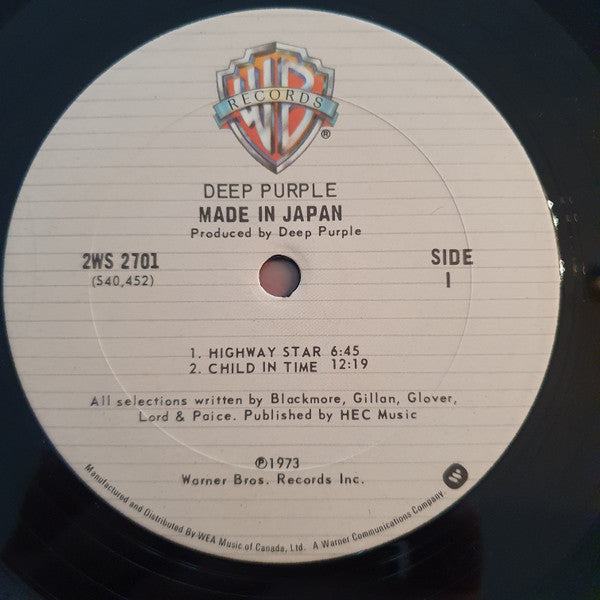 WB
RECORDS
®
DEEP PURPLE
MADE IN JAPAN
Produced by Deep Purple
2WS 2701
(S40,452)
SIDE
1
1. HIGHWAY STAR 6:45
2. CHILD IN TIME 12:19
All selections written by Blackmore, Gillan, Glover,
Lord & Paice. Published by HEC Music
℗1973
Warner Bros. Records Inc.
Manufactured and Distributed By WEA Music of Canada, Ltd. A Warner Communications Company